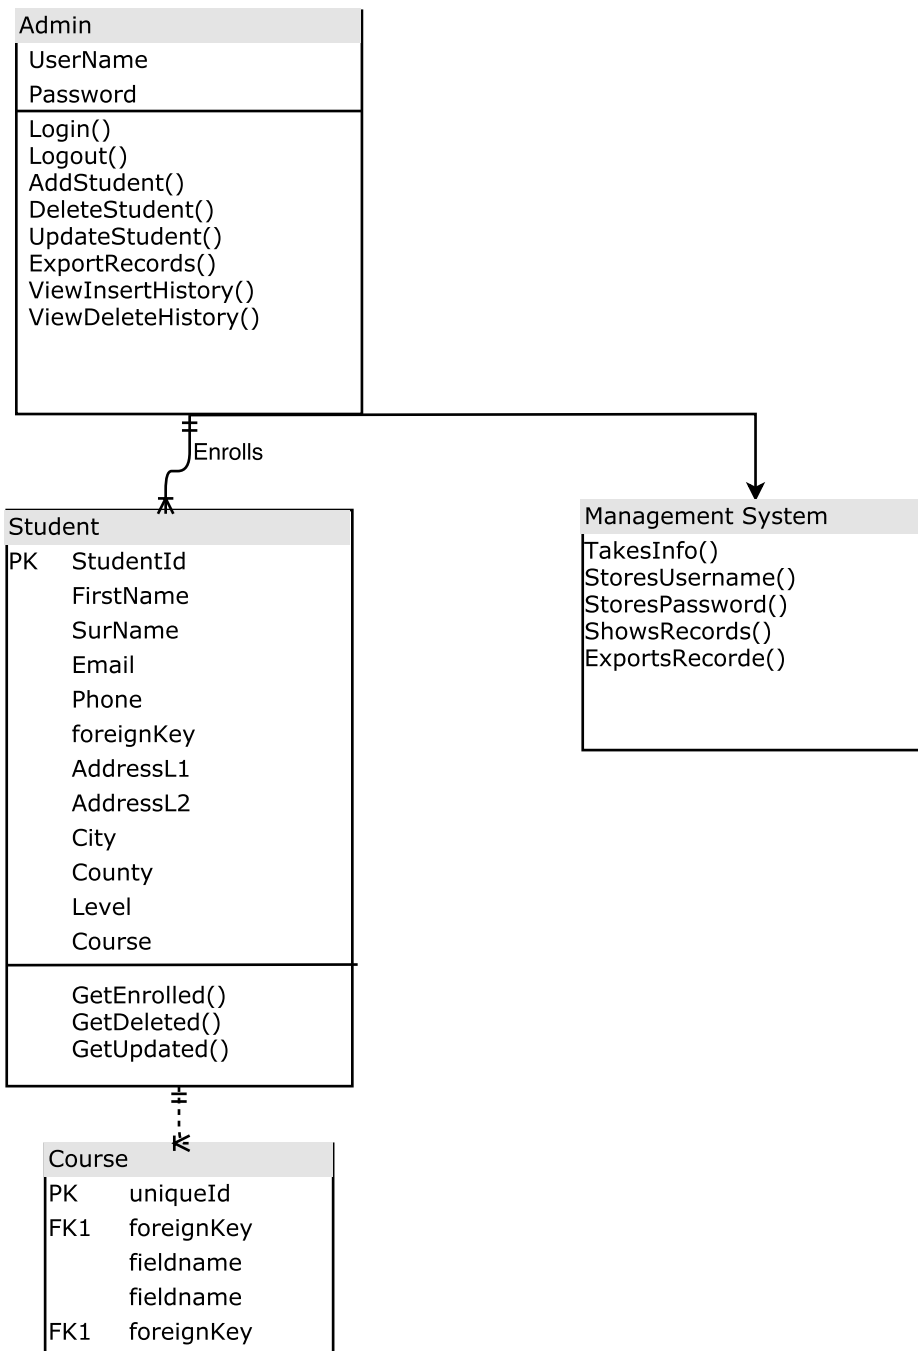 Admin
UserName
Password
Login()
Logout()
AddStudent()
DeleteStudent()
UpdateStudent()
ExportRecords()
ViewInsertHistory()
ViewDeleteHistory()
Enrolls
Student
PK StudentId
FirstName
SurName
Email
Phone
foreignKey
AddressL1
AddressL2
City
County
Level
Course
GetEnrolled()
GetDeleted()
GetUpdated()
Management System
TakesInfo()
StoresUsername()
StoresPassword()
ShowsRecords()
ExportsRecorde()
Course
PK uniqueId
FK1 foreignKey
fieldname
fieldname
FK1 foreignKey